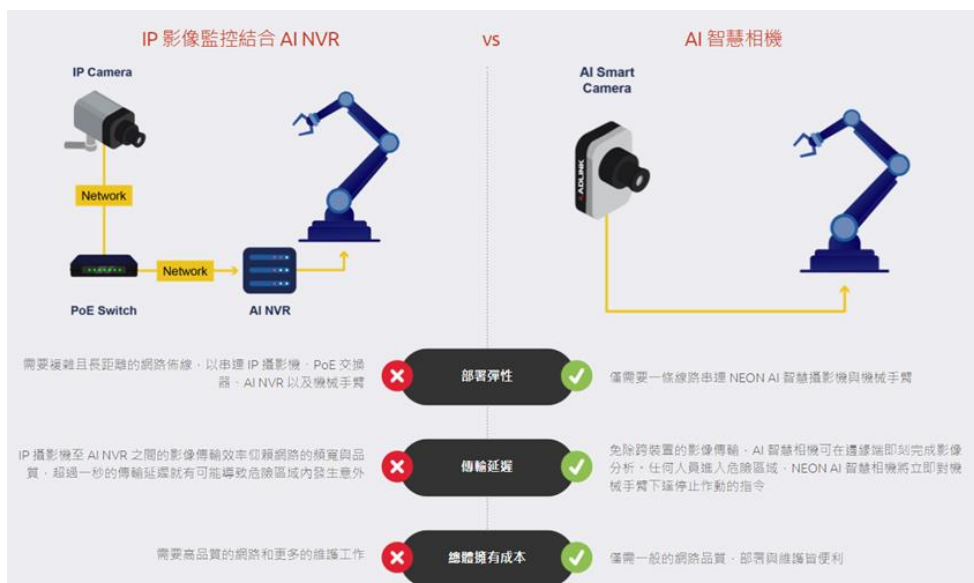 IP 影像監控結合 AI NVR
vs
AI 智慧相機
IP Camera
AI Smart
Camera
Network
ADLINK
Network
PoE Switch
AI NVR
需要複雜且長距離的網路佈線，以串連 IP 攝影機、PoE 交換
器、AI NVR 以及機械手臂
部署彈性
僅需要一條線路串連 NEON AI 智慧攝影機與機械手臂
IP 攝影機至 AI NVR 之間的影像傳輸效率仰賴網路的頻寬與品
質，超過一秒的傳輸延遲就有可能導致危險區域內發生意外
傳輸延遲
免除跨裝置的影像傳輸，AI 智慧相機可在邊緣端即刻完成影像
分析。任何人員進入危險區域，NEON AI 智慧相機將立即對機
械手臂下達停止作動的指令
需要高品質的網路和更多的維護工作
總體擁有成本
僅需一般的網路品質，部署與維護皆便利